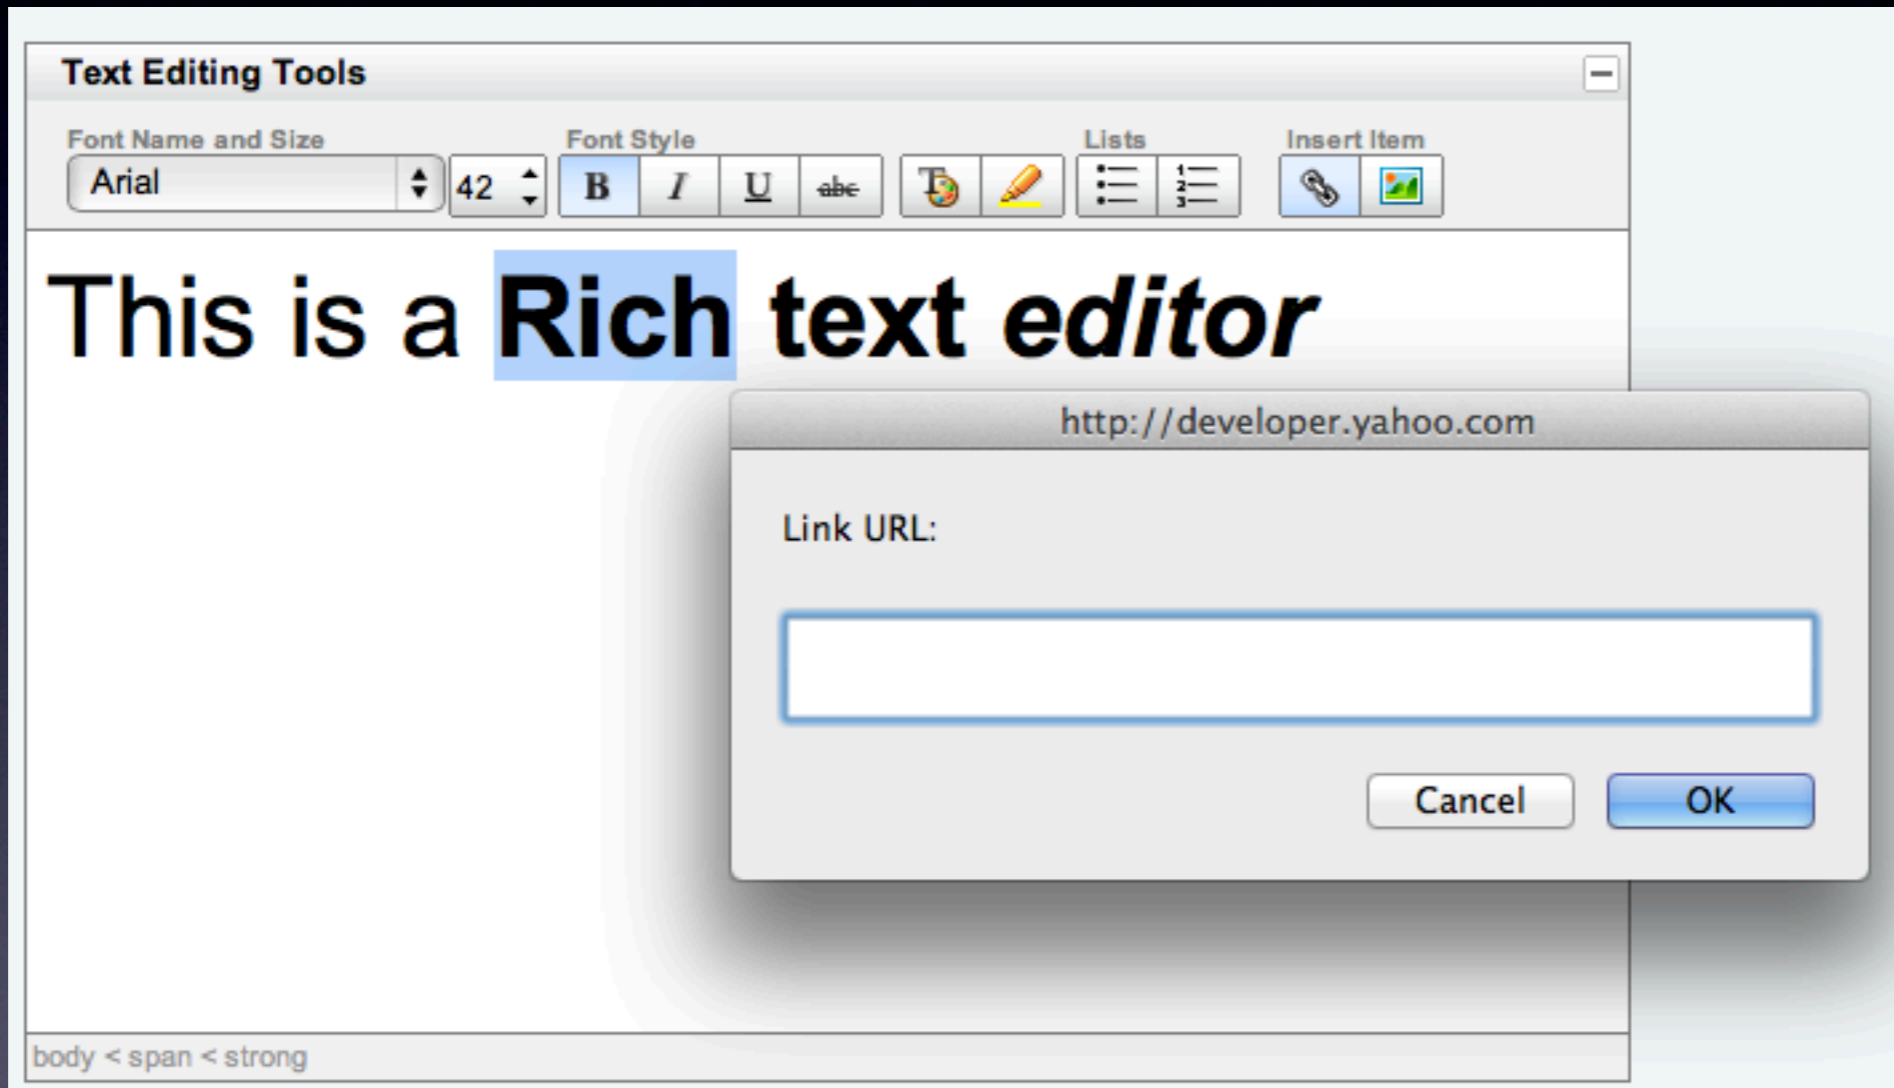 Text Editing Tools
Font Name and Size Font Style Lists Insert Item
Arial 42 B I U abc
This is a Rich text editor
http://developer.yahoo.com
Link URL:
Cancel OK
body < span < strong